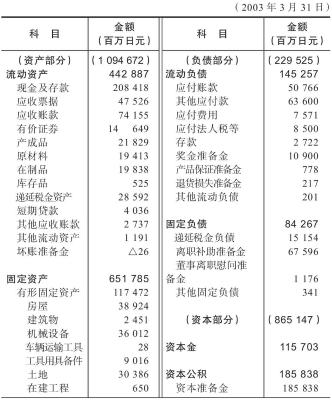 (2003 年 3 月 31 日)
科 目 金额 (百万日元) 科 目 金额 (百万日元)
(资产部分) (1 094 672) (负债部分) (229 525)
流动资产 442 887 流动负债 145 257
现金及存款 208 418 应付账款 50 766
应收票据 47 526 其他应付款 63 600
应收账款 74 155 应付费用 7 571
有价证券 14 649 应付法人税等 8 500
产成品 21 829 存款 2 722
原材料 19 413 奖金准备金 10 900
在制品 19 838 产品保证准备金 778
库存品 525 退货损失准备金 217
递延税金资产 28 592 其他流动负债 201
短期贷款 4 036
其他应收账款 2 737 固定负债 84 267
其他流动资产 1 191 递延税金负债 15 154
坏账准备金 △26 离职补助准备金 67 596
董事离职慰问准
固定资产 651 785 备金 1 176
有形固定资产 117 472 其他固定负债 341
房屋 38 924
建筑物 2 451 (资本部分) (865 147)
机械设备 36 012
车辆运输工具 28 资本金 115 703
工具用具备件 9 016
土地 30 386 资本公积 185 838
在建工程 650 资本准备金 185 838